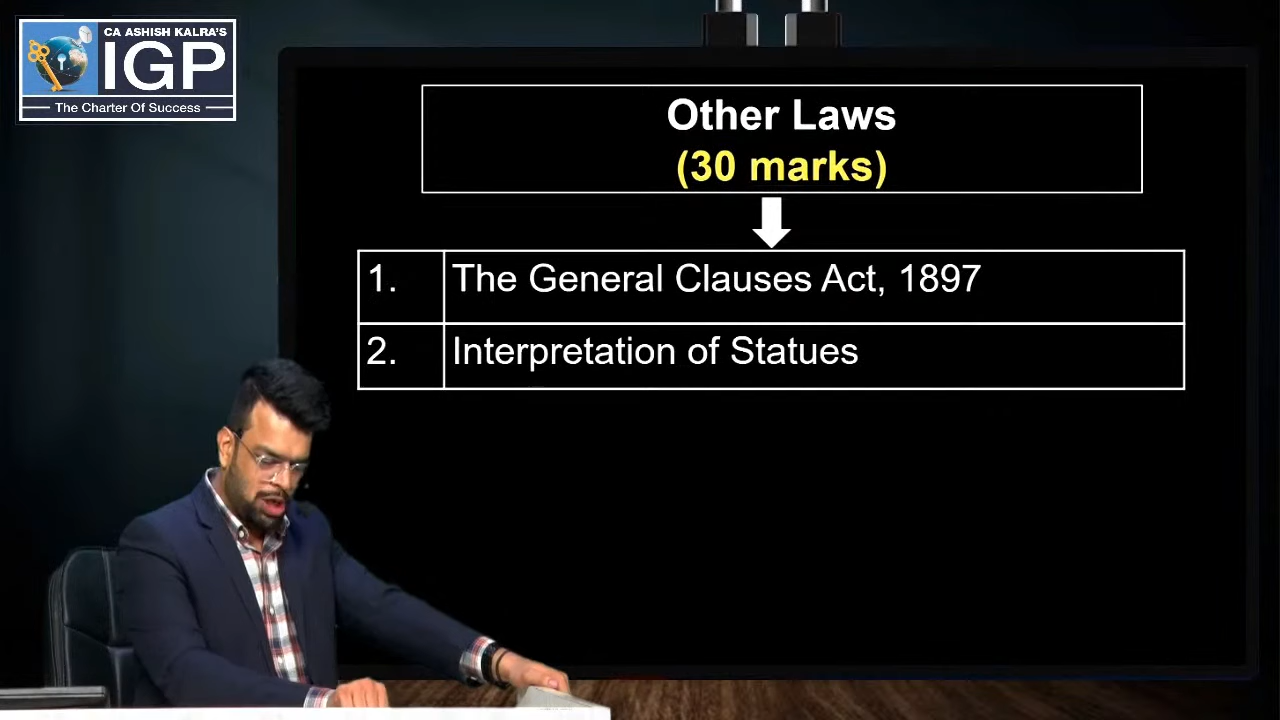 CA ASHISH KALRA'S
IGP
The Charter Of Success
Other Laws
(30 marks)
1. The General Clauses Act, 1897
2. Interpretation of Statues